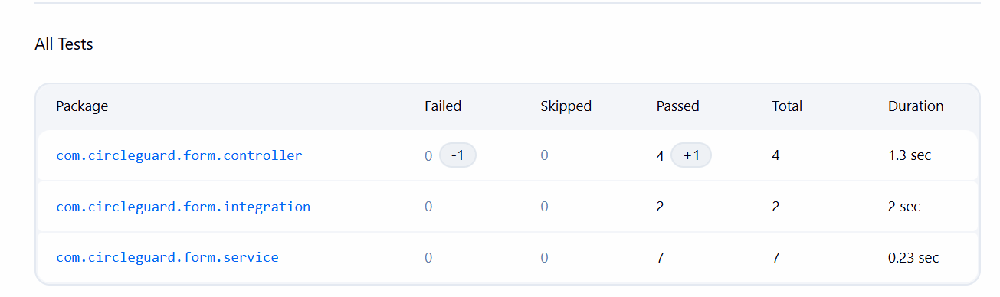 All Tests
Package Failed Skipped Passed Total Duration
com.circleguard.form.controller 0 -1 0 4 +1 4 1.3 sec
com.circleguard.form.integration 0 0 2 2 2 sec
com.circleguard.form.service 0 0 7 7 0.23 sec